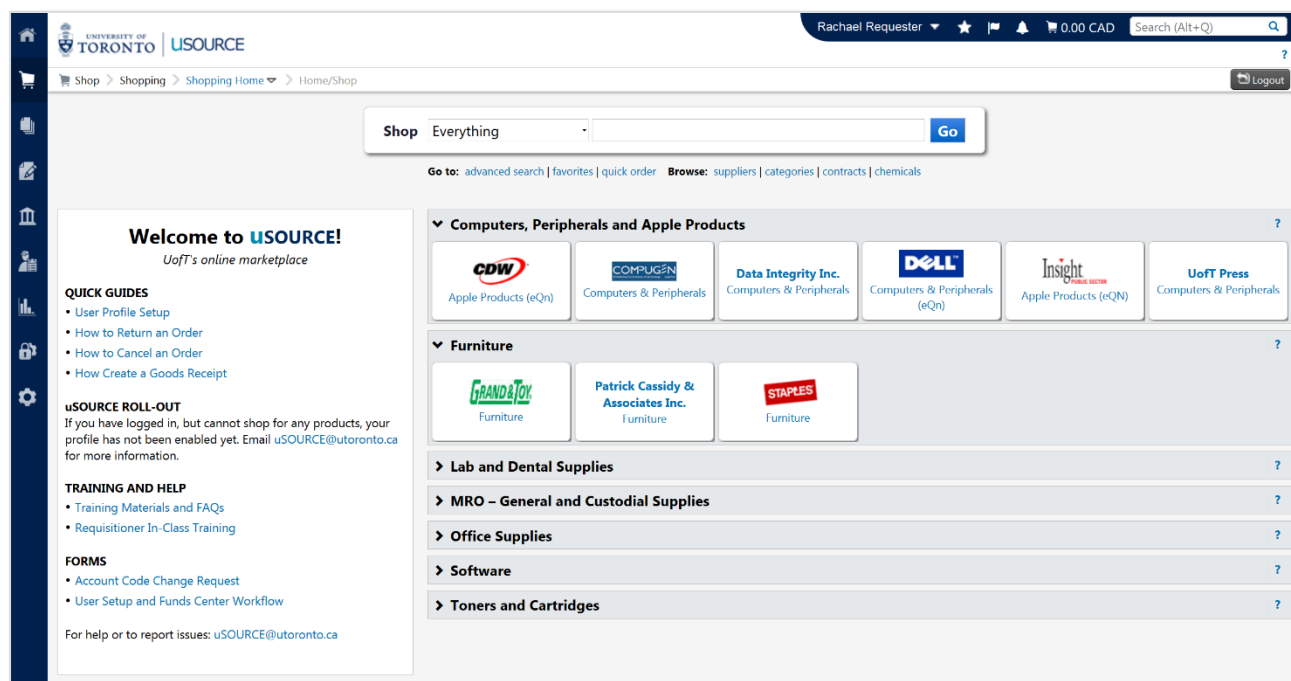 UNIVERSITY OF
TORONTO
USOURCE
Rachael Requester
0.00 CAD
Search (Alt+Q)
?
Shop > Shopping > Shopping Home > Home/Shop
Logout
Shop Everything Go
Go to: advanced search | favorites | quick order Browse: suppliers | categories | contracts | chemicals
Welcome to uSOURCE!
UofT's online marketplace
QUICK GUIDES
• User Profile Setup
• How to Return an Order
• How to Cancel an Order
• How Create a Goods Receipt
uSOURCE ROLL-OUT
If you have logged in, but cannot shop for any products, your
profile has not been enabled yet. Email uSOURCE@utoronto.ca
for more information.
TRAINING AND HELP
• Training Materials and FAQs
• Requisitioner In-Class Training
FORMS
• Account Code Change Request
• User Setup and Funds Center Workflow
For help or to report issues: uSOURCE@utoronto.ca
Computers, Peripherals and Apple Products ?
CDW
Apple Products (eQn)
COMPUGEN
Computers & Peripherals
Data Integrity Inc.
Computers & Peripherals
DELL
Computers & Peripherals
(eQn)
Insight
PUBLIC SECTOR
Apple Products (eQN)
UofT Press
Computers & Peripherals
Furniture ?
GRAND & TOY
Furniture
Patrick Cassidy &
Associates Inc.
Furniture
STAPLES
Furniture
Lab and Dental Supplies ?
MRO – General and Custodial Supplies ?
Office Supplies ?
Software ?
Toners and Cartridges ?